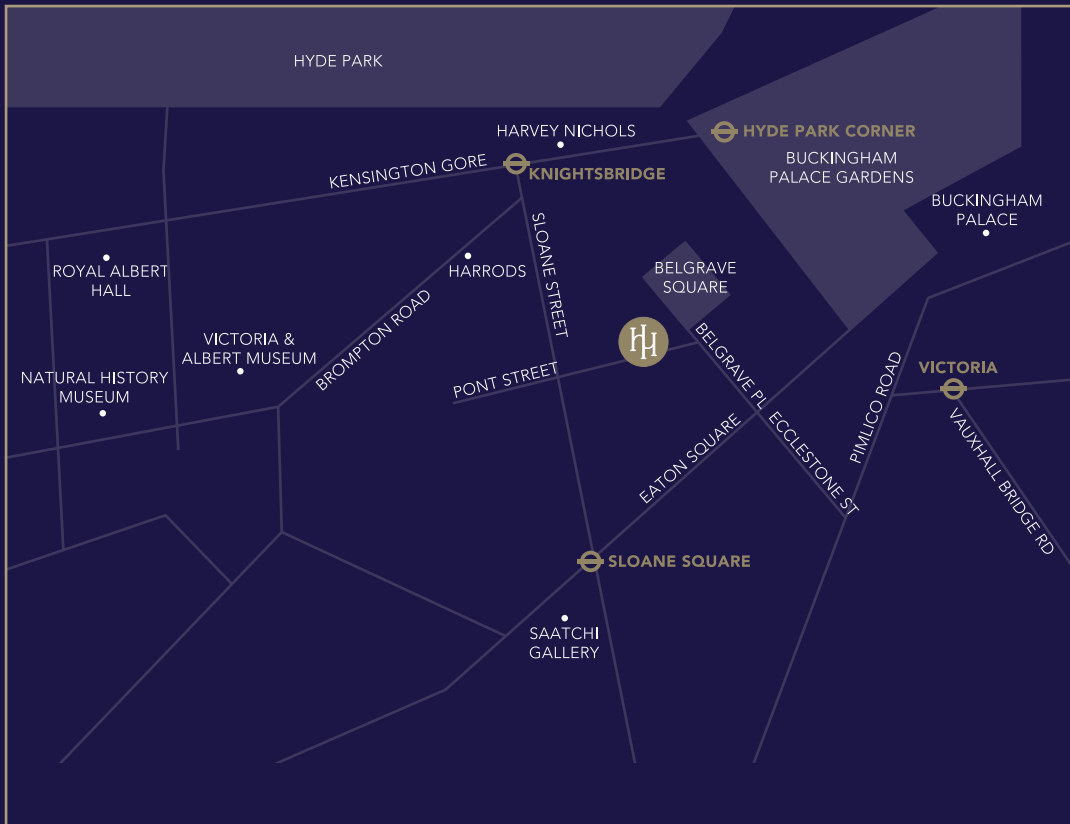 HYDE PARK
HARVEY NICHOLS
HYDE PARK CORNER
KENSINGTON GORE
KNIGHTSBRIDGE
BUCKINGHAM
PALACE GARDENS
BUCKINGHAM
PALACE
SLOANE STREET
ROYAL ALBERT
HALL
HARRODS
BELGRAVE
SQUARE
BROMPTON ROAD
VICTORIA &
ALBERT MUSEUM
HH
NATURAL HISTORY
MUSEUM
PONT STREET
BELGRAVE PL
ECCLESTONE ST
PIMLICO ROAD
VICTORIA
VAUXHALL BRIDGE RD
EATON SQUARE
SLOANE SQUARE
SAATCHI
GALLERY